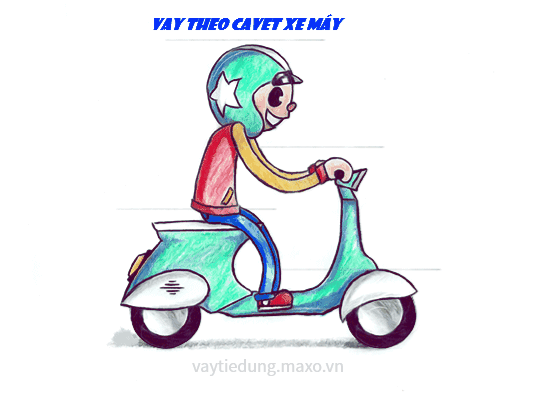 VAY THEO CAVET XE MÁY
vaytiedung.maxo.vn